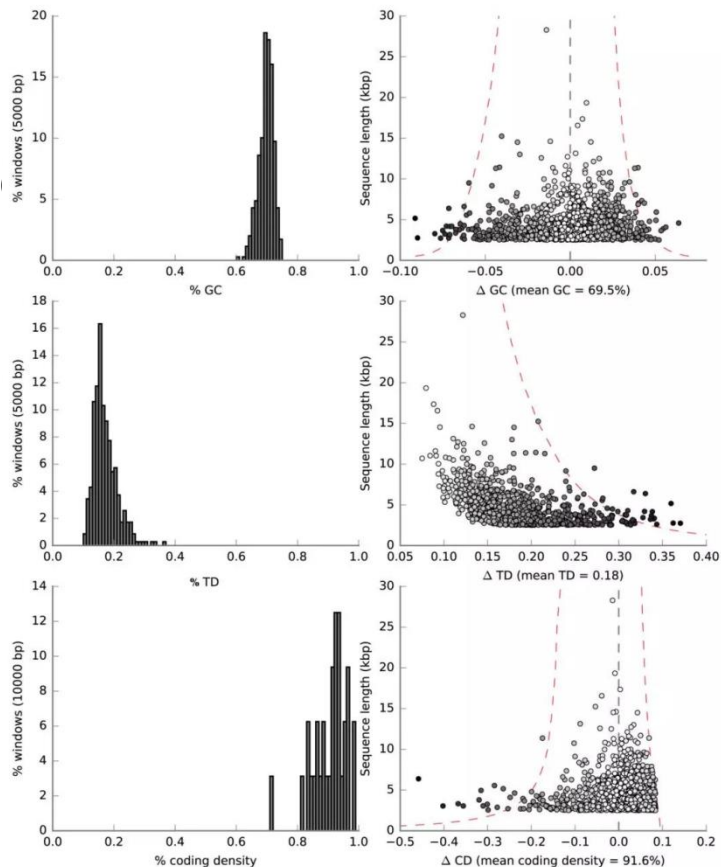 20
15
10
5
0
% windows (5000 bp)
0.0 0.2 0.4 0.6 0.8 1.0
% GC
30
25
20
15
10
5
0
Sequence length (kbp)
−0.10 −0.05 0.00 0.05
Δ GC (mean GC = 69.5%)
18
16
14
12
10
8
6
4
2
0
% windows (5000 bp)
0.0 0.2 0.4 0.6 0.8 1.0
% TD
30
25
20
15
10
5
0
Sequence length (kbp)
0.05 0.10 0.15 0.20 0.25 0.30 0.35 0.40
Δ TD (mean TD = 0.18)
14
12
10
8
6
4
2
0
% windows (10000 bp)
0.0 0.2 0.4 0.6 0.8 1.0
% coding density
30
25
20
15
10
5
0
Sequence length (kbp)
−0.5 −0.4 −0.3 −0.2 −0.1 0.0 0.1 0.2
Δ CD (mean coding density = 91.6%)